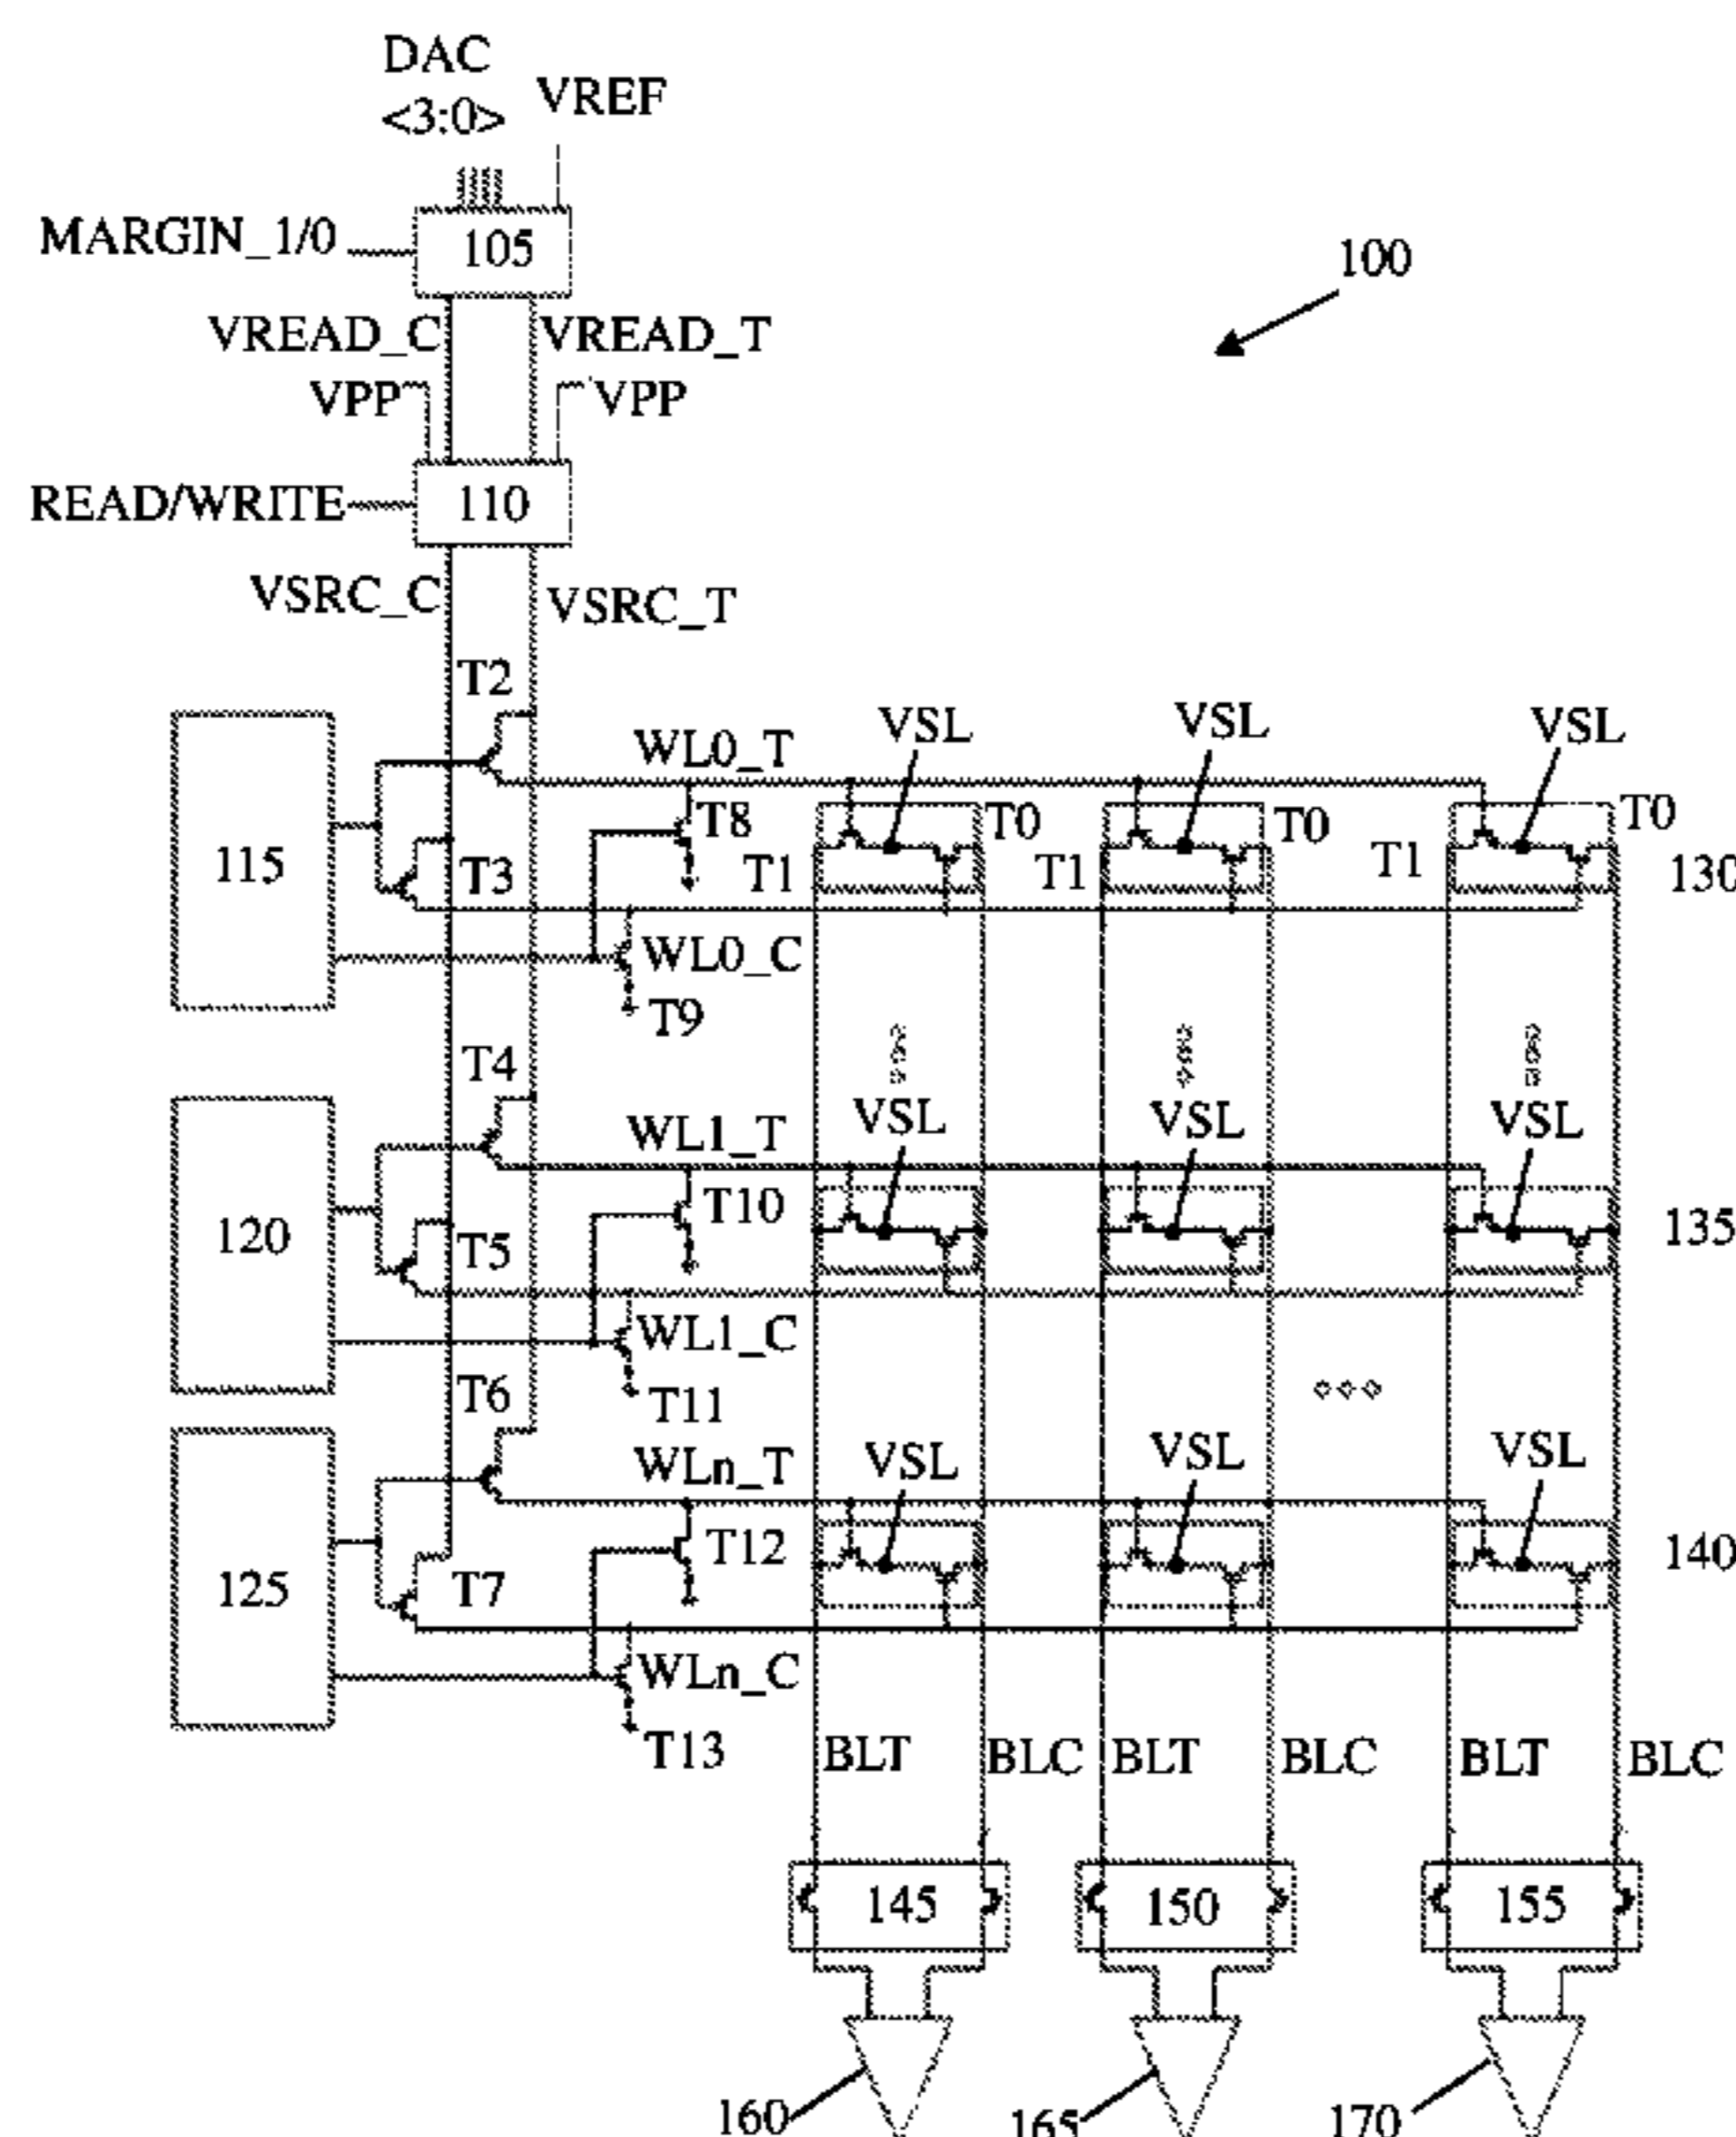 DAC
<3:0>
VREF
MARGIN_1/0
105
100
VREAD_C
VREAD_T
VPP
VPP
READ/WRITE
110
VSRC_C
VSRC_T
T2
WL0_T
VSL
VSL
VSL
T8
T0
T0
T0
115
T3
T1
T1
T1
130
WL0_C
T9
T4
WL1_T
VSL
VSL
VSL
T10
120
T5
135
WL1_C
T11
T6
WLn_T
VSL
VSL
VSL
T12
140
125
T7
WLn_C
T13
BLT
BLC
BLT
BLC
BLT
BLC
145
150
155
160
165
170